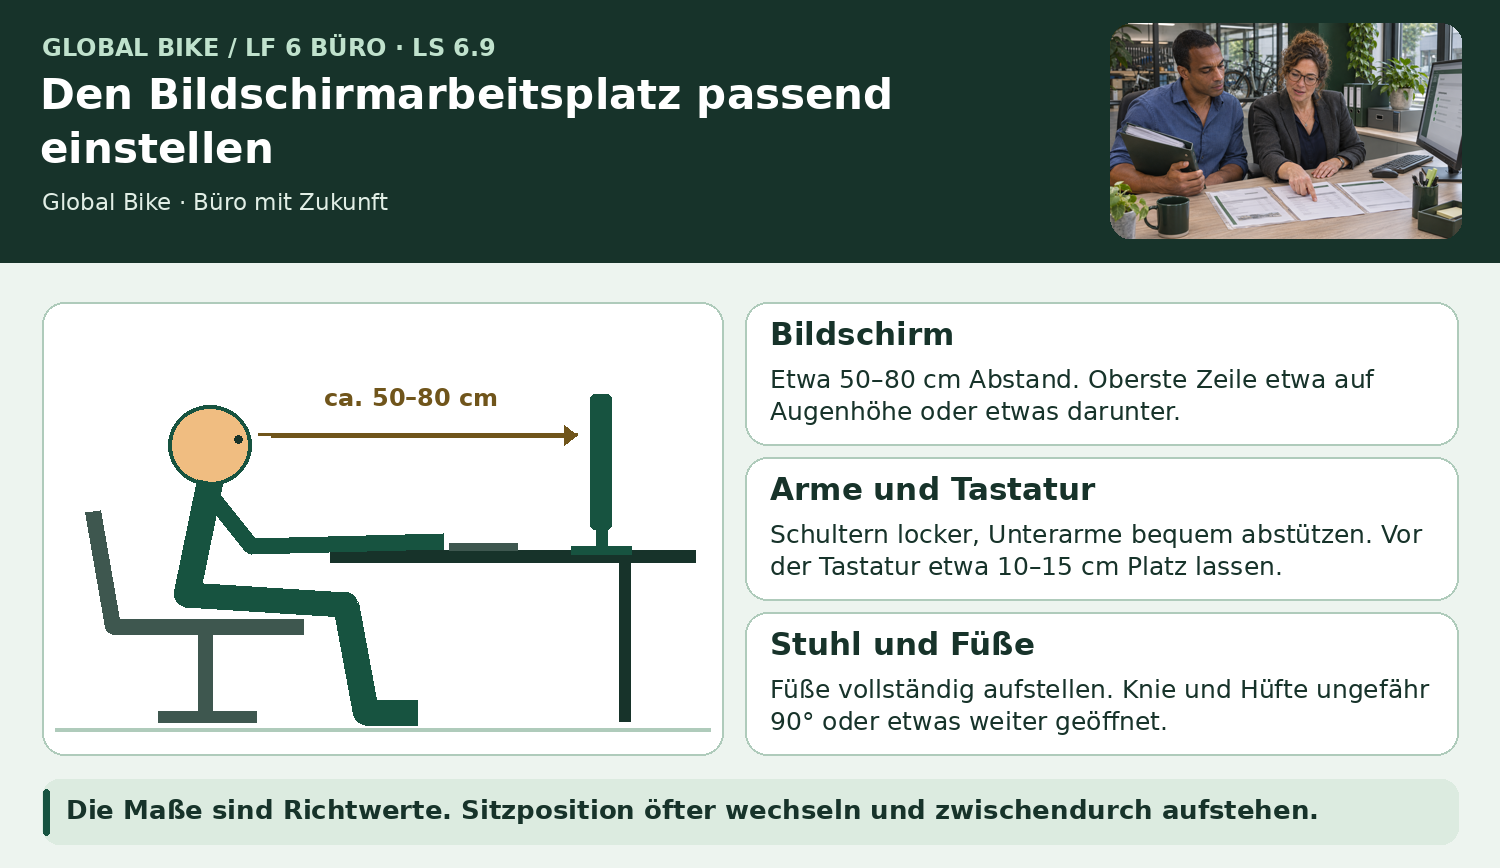 GLOBAL BIKE / LF 6 BÜRO · LS 6.9
Den Bildschirmarbeitsplatz passend
einstellen
Global Bike · Büro mit Zukunft
ca. 50–80 cm
Bildschirm
Etwa 50–80 cm Abstand. Oberste Zeile etwa auf
Augenhöhe oder etwas darunter.
Arme und Tastatur
Schultern locker, Unterarme bequem abstützen. Vor
der Tastatur etwa 10–15 cm Platz lassen.
Stuhl und Füße
Füße vollständig aufstellen. Knie und Hüfte ungefähr
90° oder etwas weiter geöffnet.
Die Maße sind Richtwerte. Sitzposition öfter wechseln und zwischendurch aufstehen.